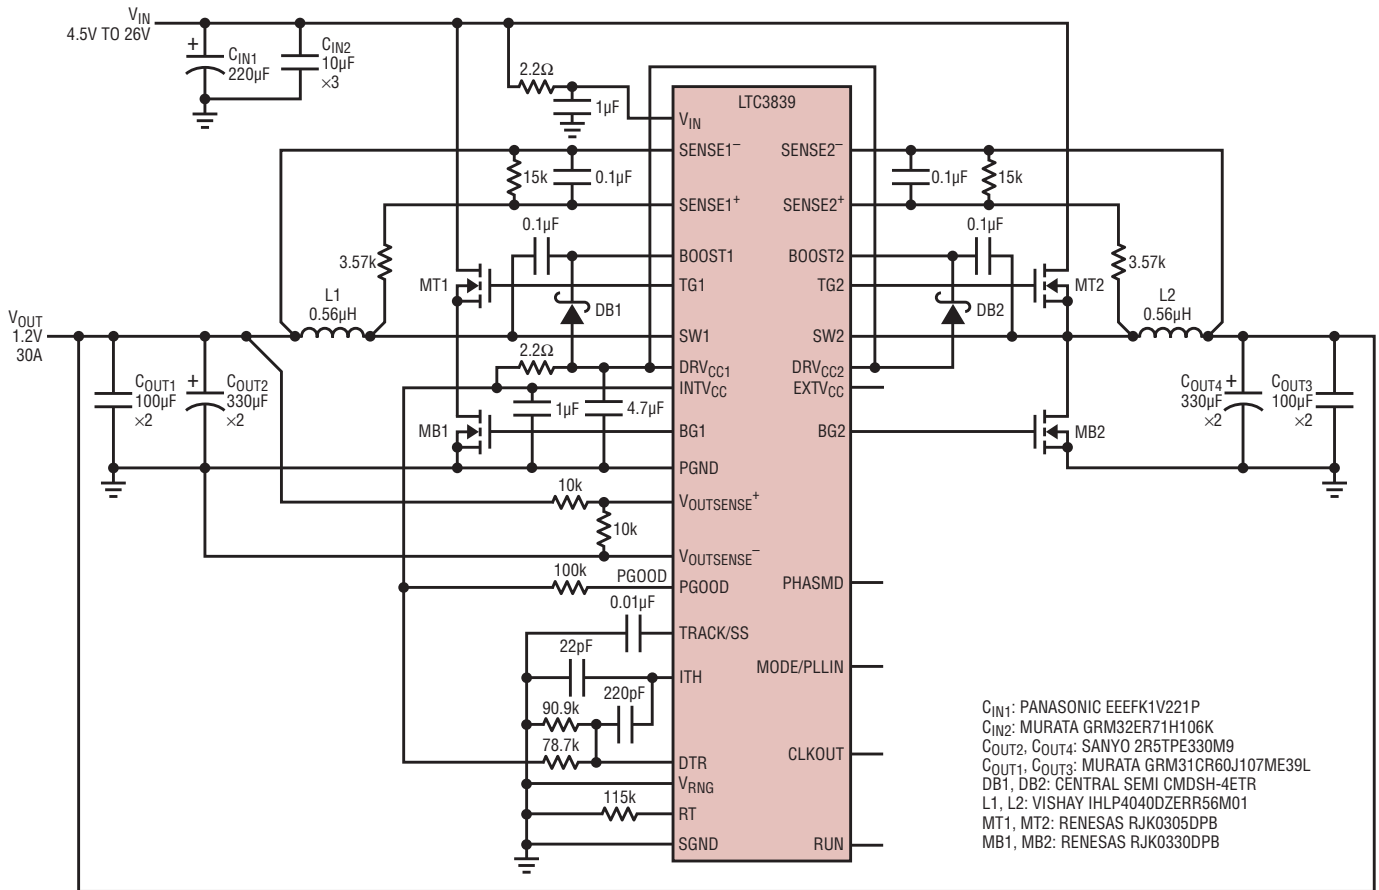 VIN
4.5V TO 26V
CIN1
220µF
CIN2
10µF
×3
2.2Ω
1µF
LTC3839
VIN
SENSE1–
SENSE2–
15k
0.1µF
0.1µF
15k
SENSE1+
SENSE2+
0.1µF
0.1µF
3.57k
BOOST1
BOOST2
3.57k
MT1
TG1
TG2
MT2
L1
0.56µH
DB1
DB2
L2
0.56µH
VOUT
1.2V
30A
SW1
SW2
2.2Ω
DRVCC1
DRVCC2
INTVCC
EXTVCC
COUT1
100µF
×2
COUT2
330µF
×2
1µF
4.7µF
COUT4
330µF
×2
COUT3
100µF
×2
MB1
BG1
BG2
MB2
PGND
10k
VOUTSENSE+
10k
VOUTSENSE–
100k
PGOOD
PGOOD
PHASMD
0.01µF
TRACK/SS
22pF
ITH
MODE/PLLIN
220pF
90.9k
78.7k
DTR
CLKOUT
VRNG
115k
RT
SGND
RUN
CIN1: PANASONIC EEEFK1V221P
CIN2: MURATA GRM32ER71H106K
COUT2, COUT4: SANYO 2R5TPE330M9
COUT1, COUT3: MURATA GRM31CR60J107ME39L
DB1, DB2: CENTRAL SEMI CMDSH-4ETR
L1, L2: VISHAY IHLP4040DZERR56M01
MT1, MT2: RENESAS RJK0305DPB
MB1, MB2: RENESAS RJK0330DPB